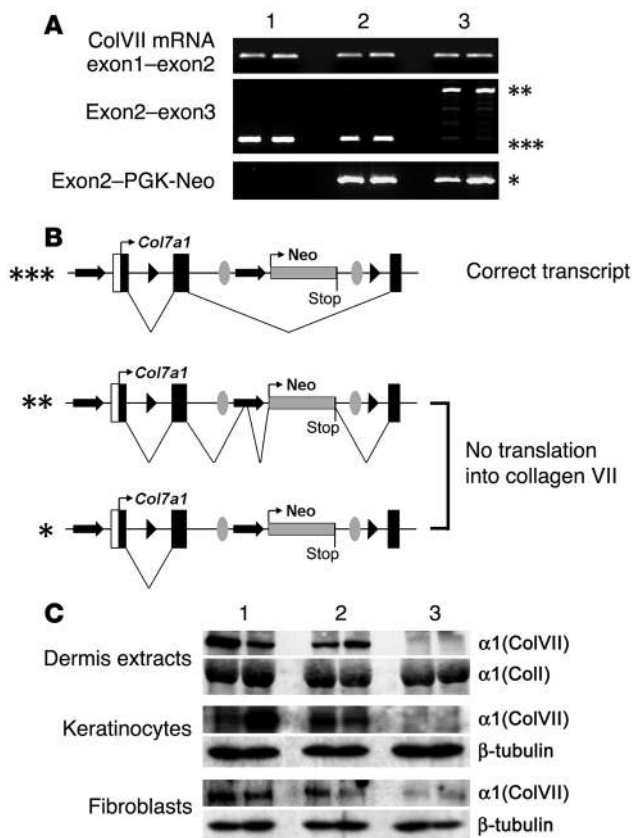 A
1 2 3
ColVII mRNA
exon1–exon2
Exon2–exon3
**
***
Exon2–PGK-Neo
*
B
***
Col7a1
Neo
Stop
Correct transcript
**
Col7a1
Neo
Stop
No translation
into collagen VII
*
Col7a1
Neo
Stop
C
1 2 3
Dermis extracts
α1(ColVII)
α1(ColI)
Keratinocytes
α1(ColVII)
β-tubulin
Fibroblasts
α1(ColVII)
β-tubulin